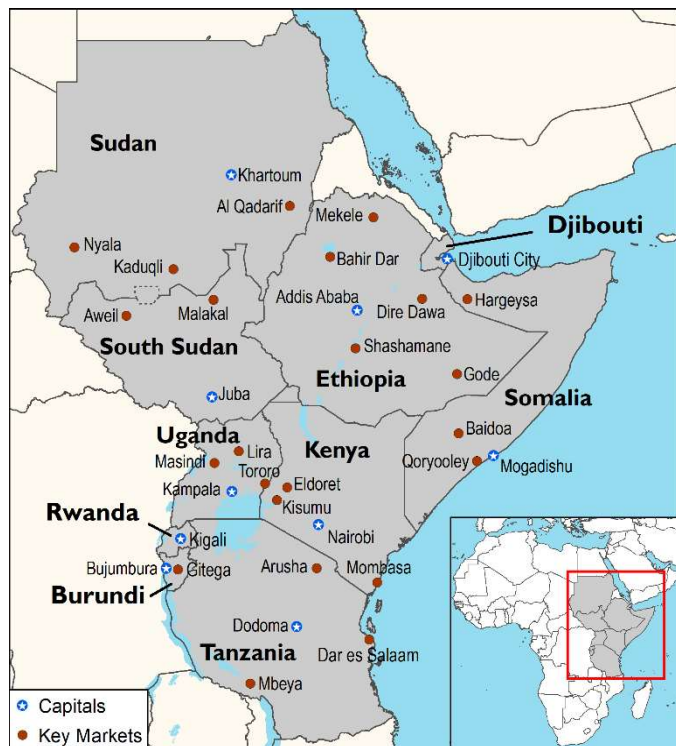 Sudan
Khartoum
Al Qadarif
Mekele
Djibouti
Nyala
Bahir Dar
Djibouti City
Kaduqli
Addis Ababa
Dire Dawa
Hargeysa
Aweil
Malakal
South Sudan
Shashamane
Ethiopia
Gode
Juba
Somalia
Uganda
Lira
Kenya
Baidoa
Masindi
Tororo
Qoryooley
Mogadishu
Kampala
Eldoret
Kisumu
Rwanda
Nairobi
Kigali
Bujumbura
Gitega
Arusha
Mombasa
Burundi
Dodoma
Tanzania
Dar es Salaam
Mbeya
Capitals
Key Markets